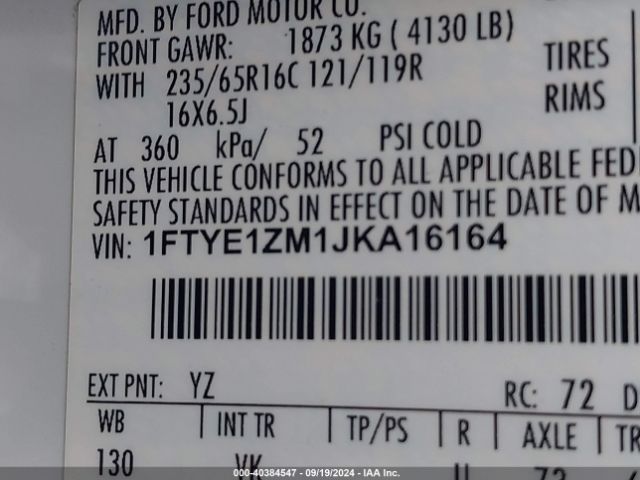 MFD. BY FORD MOTOR CO.
FRONT GAWR: 1873 KG ( 4130 LB)
WITH 235/65R16C 121/119R TIRES
16X6.5J RIMS
AT 360 kPa/ 52 PSI COLD
THIS VEHICLE CONFORMS TO ALL APPLICABLE FED
SAFETY STANDARDS IN EFFECT ON THE DATE OF M
VIN: 1FTYE1ZM1JKA16164
EXT PNT: YZ RC: 72 D
WB INT TR TP/PS R AXLE TR
130 VK
000-40384547 - 09/19/2024 - IAA Inc.